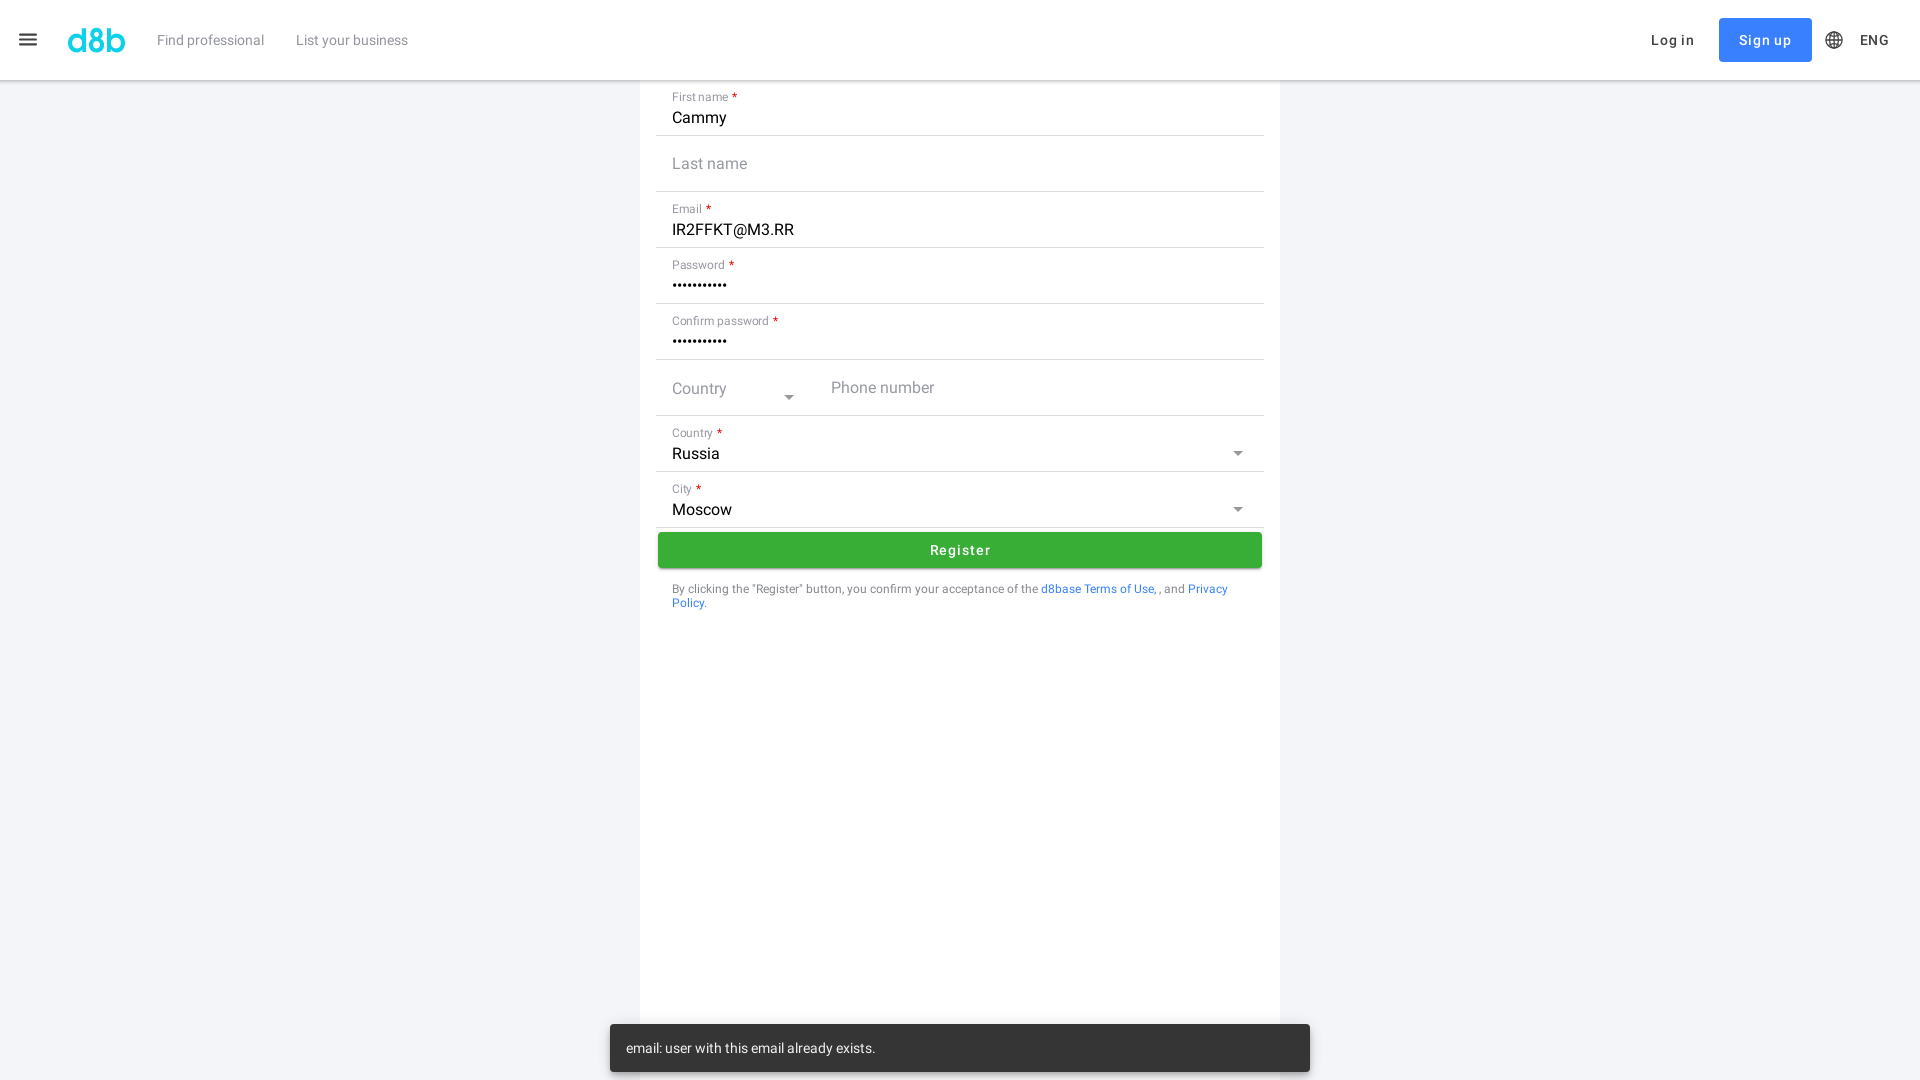 d8b
Find professional
List your business
Log in
Sign up
ENG
First name *
Cammy
Last name
Email *
IR2FFKT@M3.RR
Password *
•••••••••••
Confirm password *
•••••••••••
Country
Phone number
Country *
Russia
City *
Moscow
Register
By clicking the "Register" button, you confirm your acceptance of the d8base Terms of Use, , and Privacy
Policy.
email: user with this email already exists.